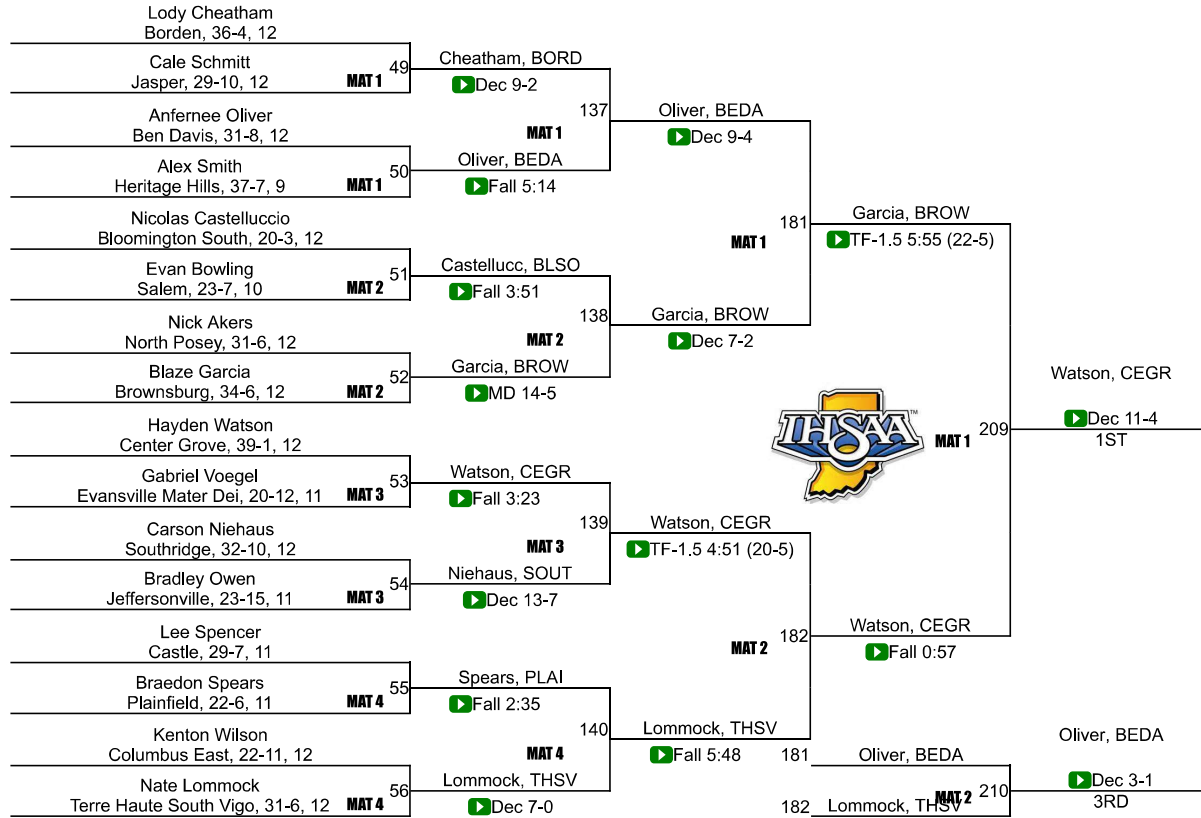 Lody Cheatham
Borden, 36-4, 12
Cale Schmitt
Jasper, 29-10, 12
MAT 1
49
Anfernee Oliver
Ben Davis, 31-8, 12
Alex Smith
Heritage Hills, 37-7, 9
MAT 1
50
Nicolas Castelluccio
Bloomington South, 20-3, 12
Evan Bowling
Salem, 23-7, 10
MAT 2
51
Nick Akers
North Posey, 31-6, 12
Blaze Garcia
Brownsburg, 34-6, 12
MAT 2
52
Hayden Watson
Center Grove, 39-1, 12
Gabriel Voegel
Evansville Mater Dei, 20-12, 11
MAT 3
53
Carson Niehaus
Southridge, 32-10, 12
Bradley Owen
Jeffersonville, 23-15, 11
MAT 3
54
Lee Spencer
Castle, 29-7, 11
Braedon Spears
Plainfield, 22-6, 11
MAT 4
55
Kenton Wilson
Columbus East, 22-11, 12
Nate Lommock
Terre Haute South Vigo, 31-6, 12
MAT 4
56
Cheatham, BORD
Dec 9-2
137
MAT 1
Oliver, BEDA
Fall 5:14
Castellucc, BLSO
Fall 3:51
138
MAT 2
Garcia, BROW
MD 14-5
Watson, CEGR
Fall 3:23
139
MAT 3
Niehaus, SOUT
Dec 13-7
Spears, PLAI
Fall 2:35
140
MAT 4
Lommock, THSV
Dec 7-0
Oliver, BEDA
Dec 9-4
181
MAT 1
Garcia, BROW
Dec 7-2
Watson, CEGR
TF-1.5 4:51 (20-5)
182
MAT 2
Lommock, THSV
Fall 5:48
Garcia, BROW
TF-1.5 5:55 (22-5)
IHSAA
TM
MAT 1
209
Watson, CEGR
Fall 0:57
Watson, CEGR
Dec 11-4
1ST
181
Oliver, BEDA
MAT 2
210
182
Lommock, THSV
Oliver, BEDA
Dec 3-1
3RD